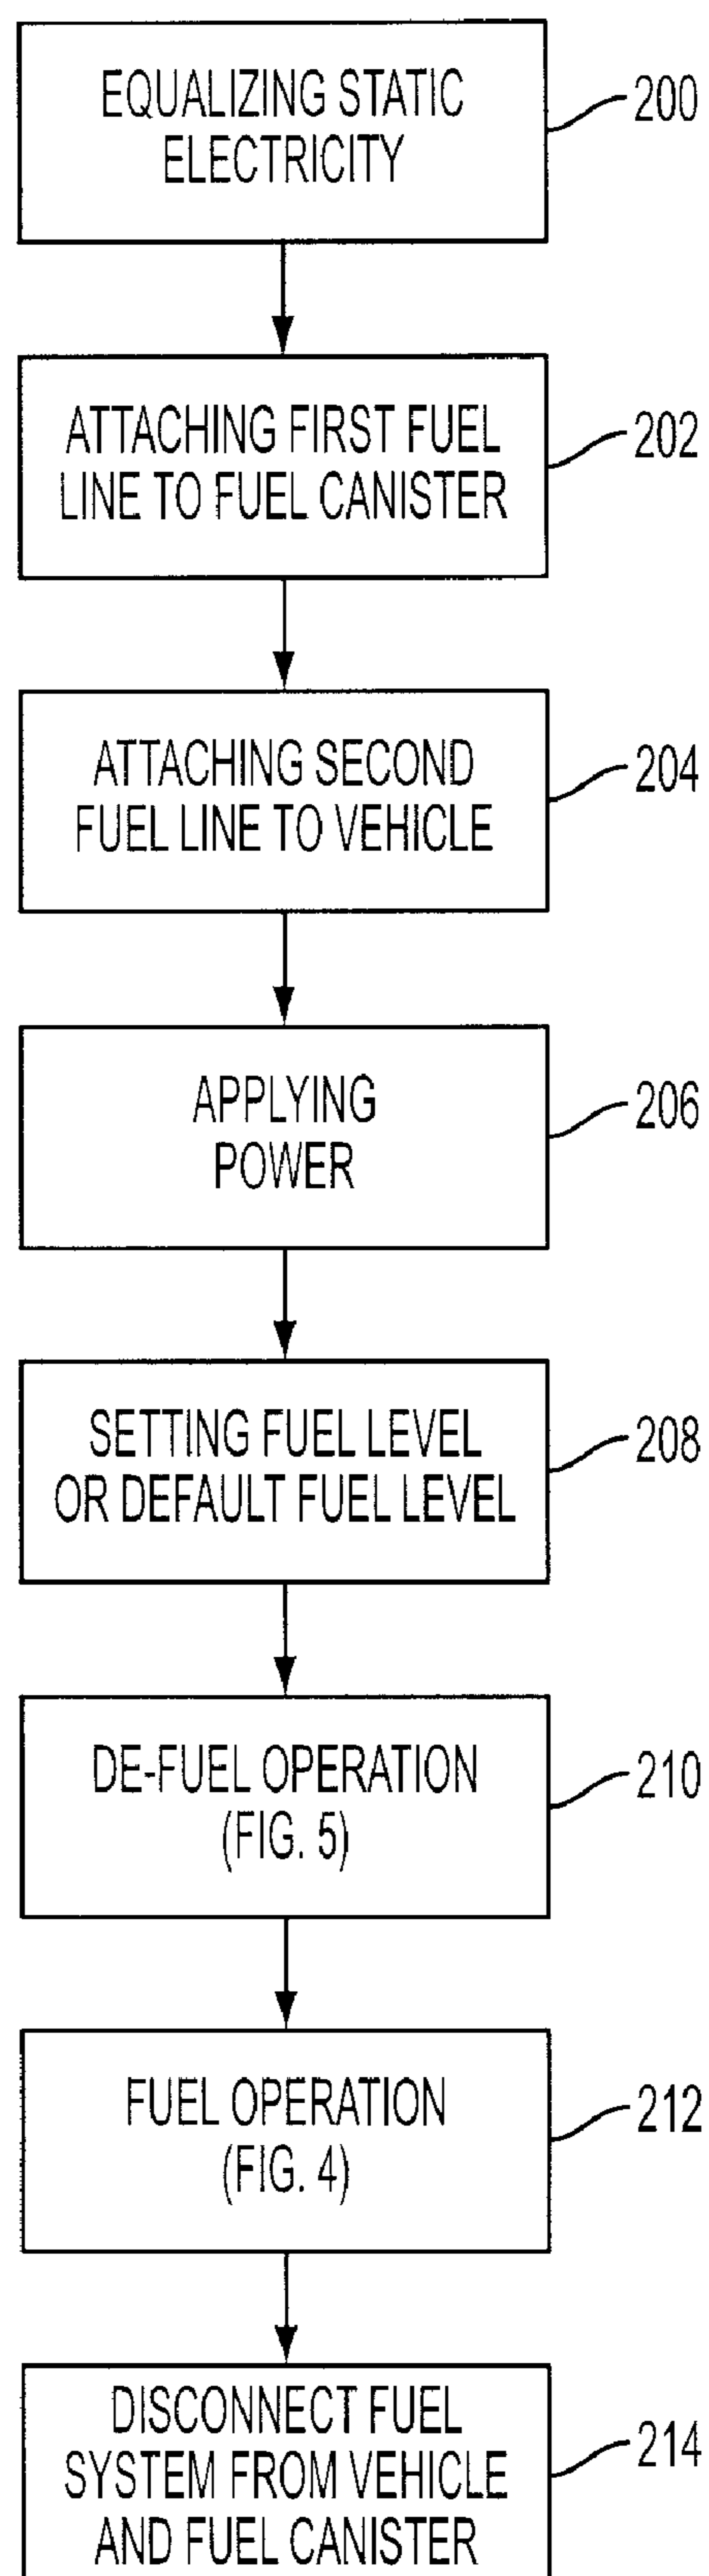 EQUALIZING STATIC
ELECTRICITY
200
ATTACHING FIRST FUEL
LINE TO FUEL CANISTER
202
ATTACHING SECOND
FUEL LINE TO VEHICLE
204
APPLYING
POWER
206
SETTING FUEL LEVEL
OR DEFAULT FUEL LEVEL
208
DE-FUEL OPERATION
(FIG. 5)
210
FUEL OPERATION
(FIG. 4)
212
DISCONNECT FUEL
SYSTEM FROM VEHICLE
AND FUEL CANISTER
214